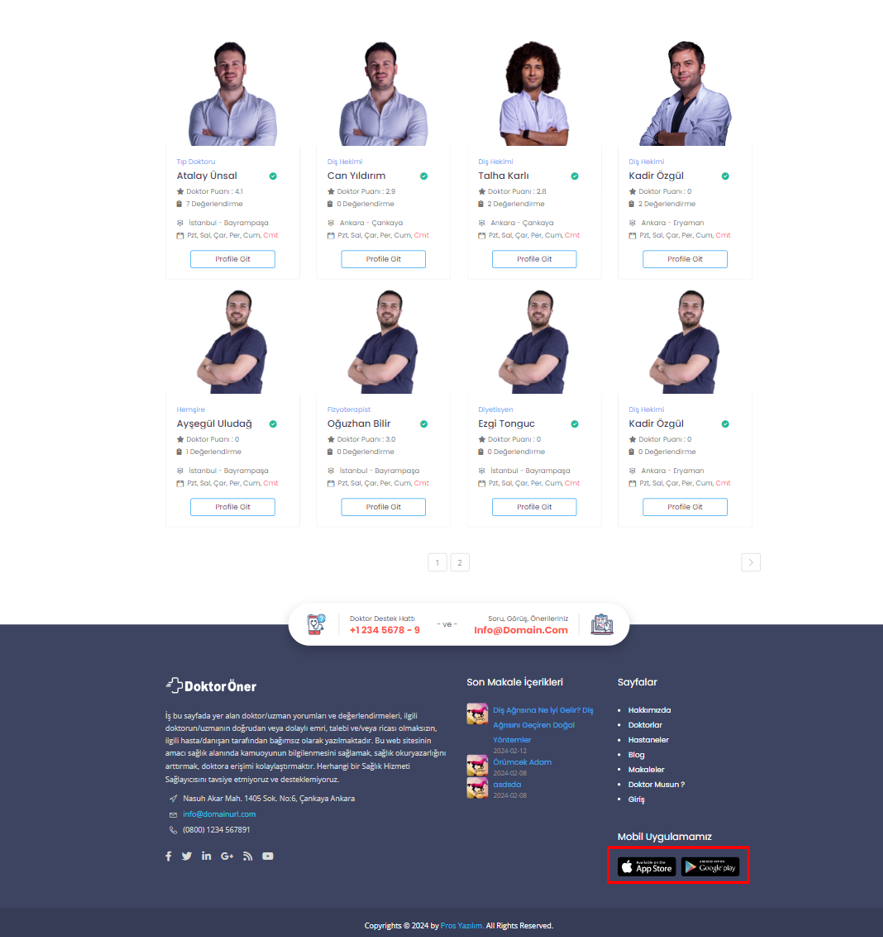 Tıp Doktoru
Atalay Ünsal
Doktor Puanı : 4.1
7 Değerlendirme
İstanbul - Bayrampaşa
Pzt, Sal, Çar, Per, Cum, Cmt
Profile Git
Diş Hekimi
Can Yıldırım
Doktor Puanı : 2.9
0 Değerlendirme
Ankara - Çankaya
Pzt, Sal, Çar, Per, Cum, Cmt
Profile Git
Diş Hekimi
Talha Karlı
Doktor Puanı : 2.8
2 Değerlendirme
Ankara - Çankaya
Pzt, Sal, Çar, Per, Cum, Cmt
Profile Git
Diş Hekimi
Kadir Özgül
Doktor Puanı : 0
2 Değerlendirme
Ankara - Eryaman
Pzt, Sal, Çar, Per, Cum, Cmt
Profile Git
Hemşire
Ayşegül Uludağ
Doktor Puanı : 0
1 Değerlendirme
İstanbul - Bayrampaşa
Pzt, Sal, Çar, Per, Cum, Cmt
Profile Git
Fizyoterapist
Oğuzhan Bilir
Doktor Puanı : 3.0
0 Değerlendirme
İstanbul - Bayrampaşa
Pzt, Sal, Çar, Per, Cum, Cmt
Profile Git
Diyetisyen
Ezgi Tonguc
Doktor Puanı : 0
0 Değerlendirme
İstanbul - Bayrampaşa
Pzt, Sal, Çar, Per, Cum, Cmt
Profile Git
Diş Hekimi
Kadir Özgül
Doktor Puanı : 0
0 Değerlendirme
Ankara - Eryaman
Pzt, Sal, Çar, Per, Cum, Cmt
Profile Git
1 2
Doktor Destek Hattı
+1 234 5678 - 9
- ve -
Soru, Görüş, Önerileriniz
Info@Domain.Com
DoktorÖner
İş bu sayfada yer alan doktor/uzman yorumları ve değerlendirmeleri, ilgili
doktorun/uzmanın doğrudan veya dolaylı emri, talebi ve/veya ricası olmaksızın,
ilgili hasta/danışan tarafından bağımsız olarak yazılmaktadır. Bu web sitesinin
amacı sağlık alanında kamuoyunun bilgilenmesini sağlamak, sağlık okuryazarlığını
arttırmak, doktora erişimi kolaylaştırmaktır. Herhangi bir Sağlık Hizmeti
Sağlayıcısını tavsiye etmiyoruz ve desteklemiyoruz.
Nasuh Akar Mah. 1405 Sok. No:6, Çankaya Ankara
info@domainurl.com
(0800) 1234 567891
Son Makale İçerikleri
Diş Ağrısına Ne İyi Gelir? Diş
Ağrısını Geçiren Doğal
Yöntemler
2024-02-12
Örümcek Adam
2024-02-08
asdsda
2024-02-08
Sayfalar
Hakkımızda
Doktorlar
Hastaneler
Blog
Makaleler
Doktor Musun ?
Giriş
Mobil Uygulamamız
Available on the
App Store
ANDROID APP ON
Google play
Copyrights © 2024 by Pros Yazılım. All Rights Reserved.